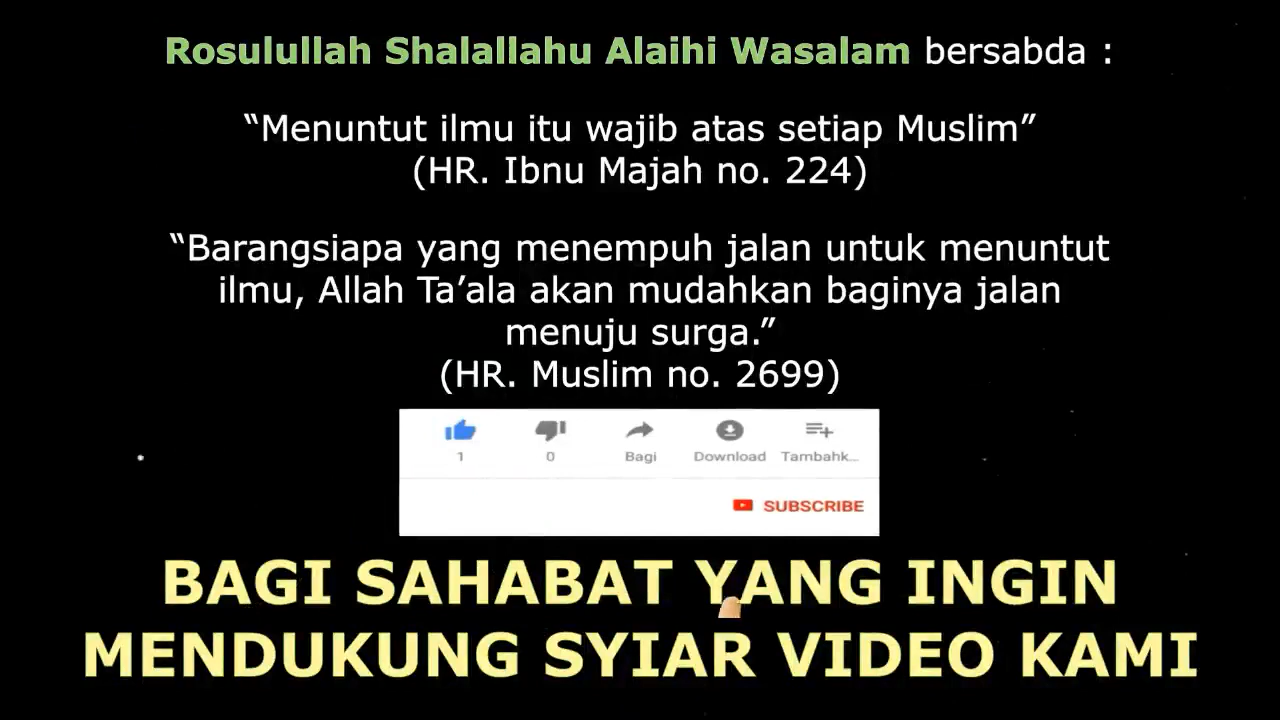 Rosulullah Shalallahu Alaihi Wasalam bersabda :
“Menuntut ilmu itu wajib atas setiap Muslim”
(HR. Ibnu Majah no. 224)
“Barangsiapa yang menempuh jalan untuk menuntut
ilmu, Allah Ta’ala akan mudahkan baginya jalan
menuju surga.”
(HR. Muslim no. 2699)
1 0 Bagi Download Tambahk...
SUBSCRIBE
BAGI SAHABAT YANG INGIN
MENDUKUNG SYIAR VIDEO KAMI